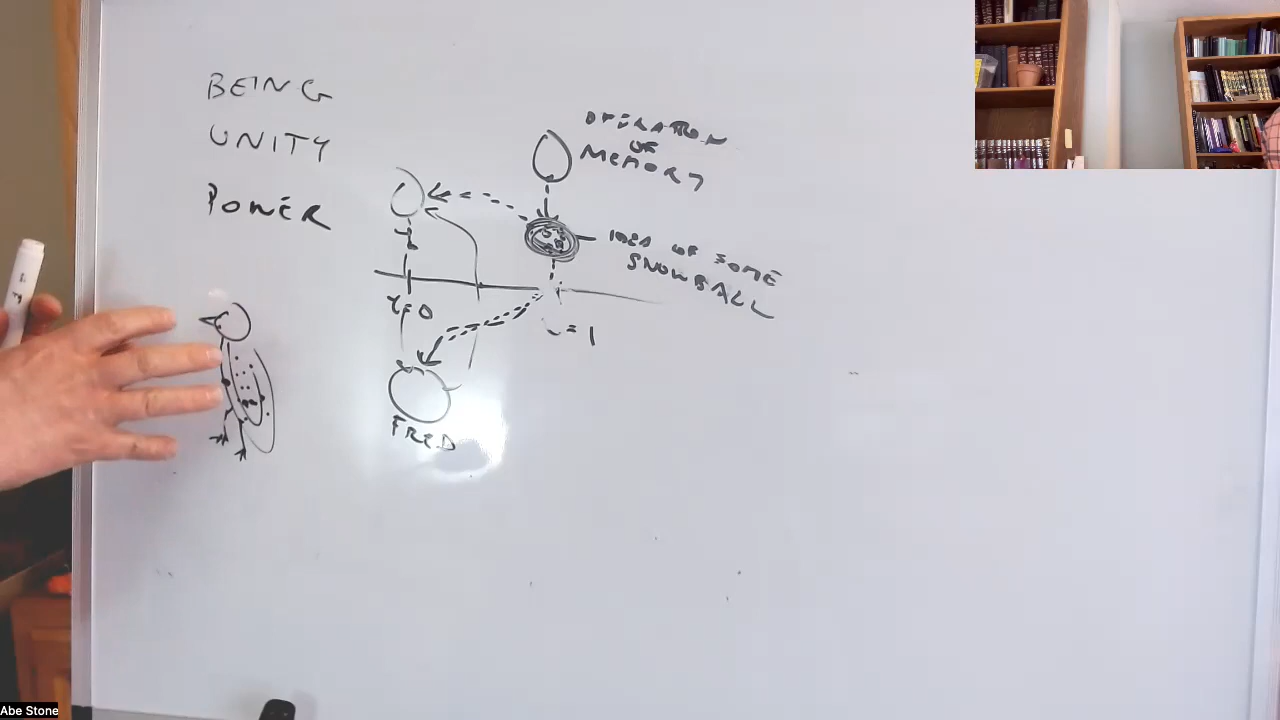 BEING
UNITY
POWER
OPERATION
OF
MEMORY
IDEA OF SOME
SNOWBALL
t=0
= 1
FRED
Abe Stone